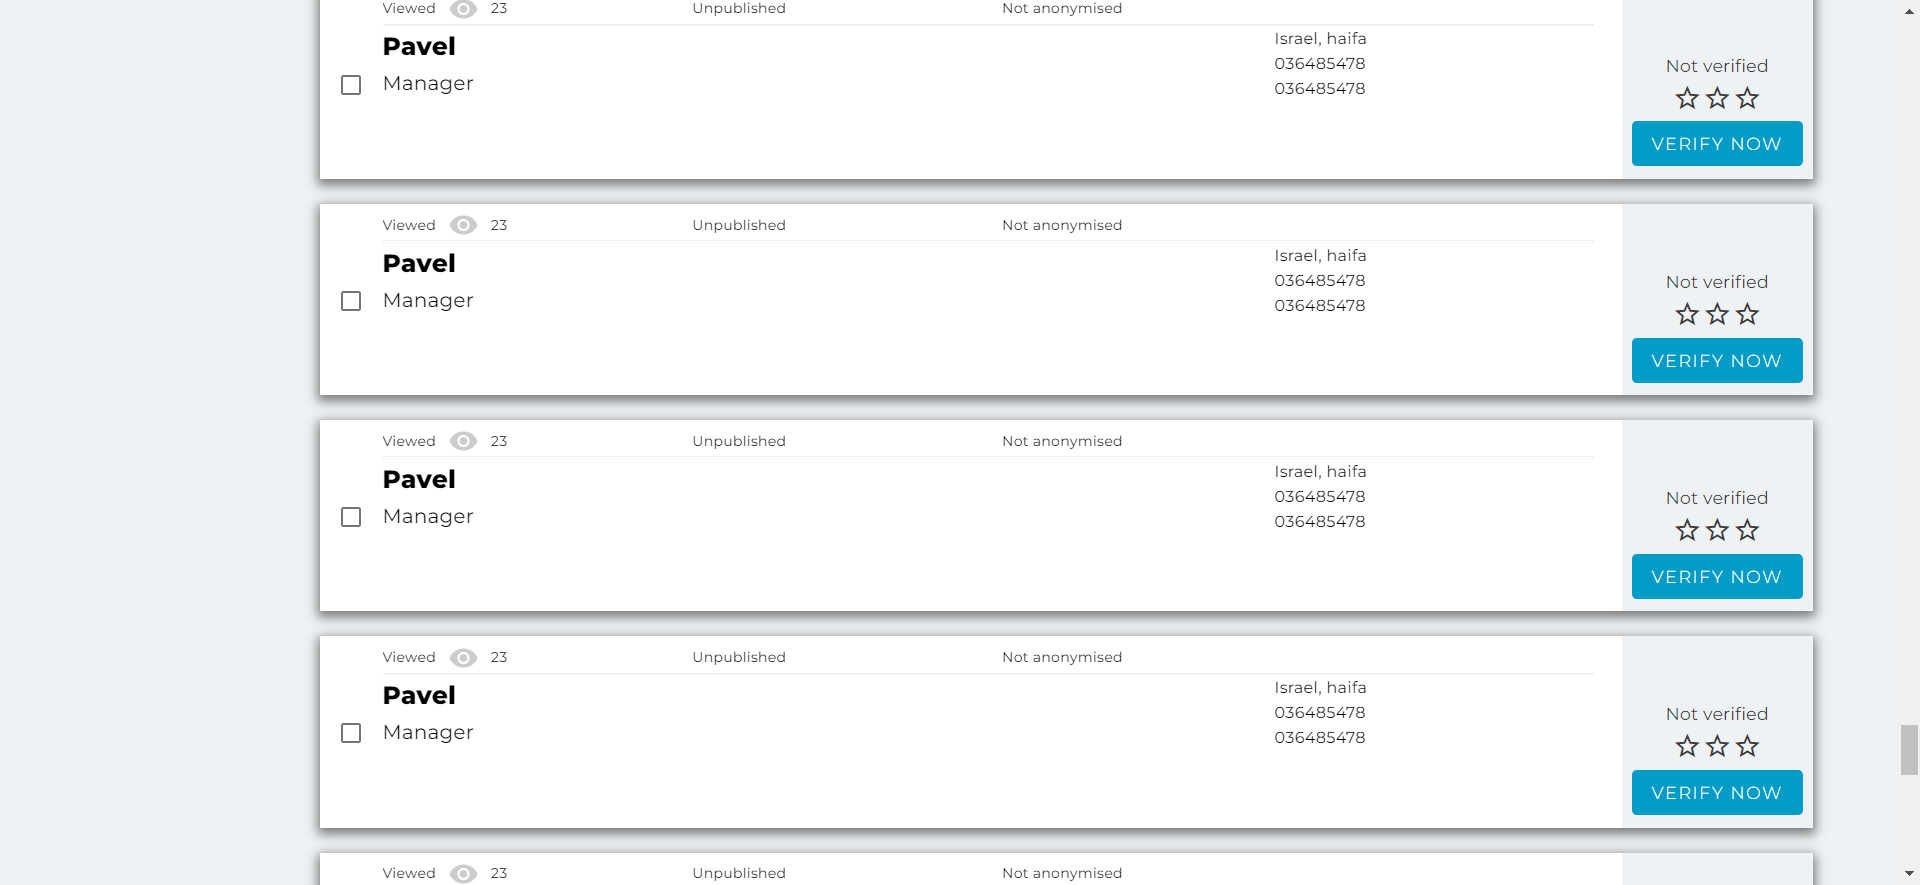 Viewed 23 Unpublished Not anonymised
Pavel
Manager
Israel, haifa
036485478
036485478
Not verified
VERIFY NOW
Viewed 23 Unpublished Not anonymised
Pavel
Manager
Israel, haifa
036485478
036485478
Not verified
VERIFY NOW
Viewed 23 Unpublished Not anonymised
Pavel
Manager
Israel, haifa
036485478
036485478
Not verified
VERIFY NOW
Viewed 23 Unpublished Not anonymised
Pavel
Manager
Israel, haifa
036485478
036485478
Not verified
VERIFY NOW
Viewed 23 Unpublished Not anonymised